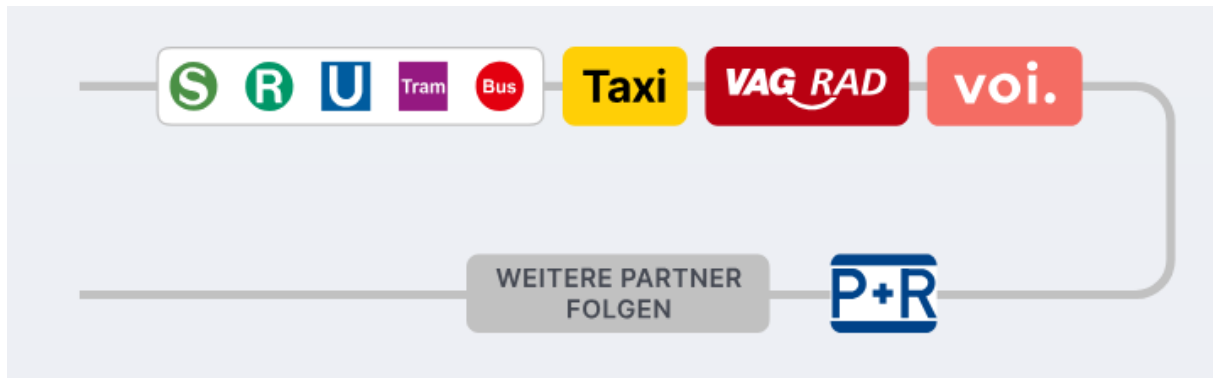 S R U Tram Bus Taxi VAG RAD voi.
WEITERE PARTNER
FOLGEN
P+R